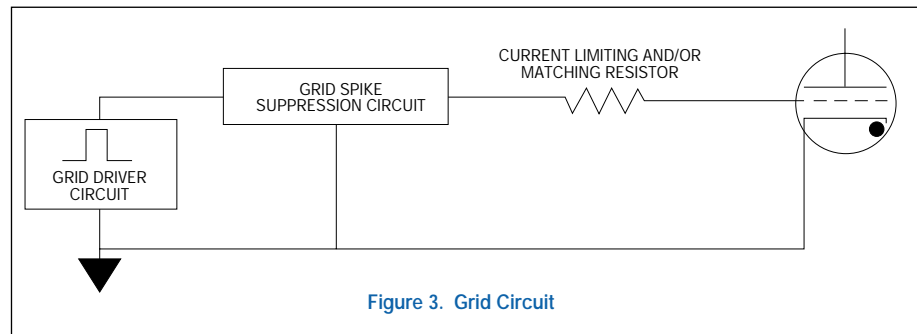 CURRENT LIMITING AND/OR
MATCHING RESISTOR
GRID SPIKE
SUPPRESSION CIRCUIT
GRID DRIVER
CIRCUIT
Figure 3. Grid Circuit